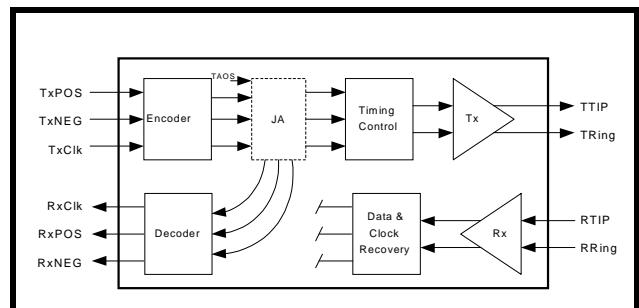 TAOS
TxPOS
TxNEG
TxClk
Encoder
JA
Timing
Control
Tx
TTIP
TRing
RxClk
RxPOS
RxNEG
Decoder
Data &
Clock
Recovery
Rx
RTIP
RRing